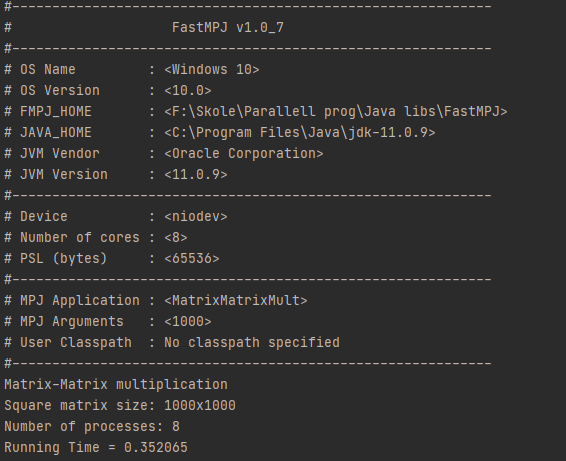 #------------------------------------------------------------
#                    FastMPJ v1.0_7
#------------------------------------------------------------
# OS Name         : <Windows 10>
# OS Version      : <10.0>
# FMPJ_HOME       : <F:\Skole\Parallell prog\Java libs\FastMPJ>
# JAVA_HOME       : <C:\Program Files\Java\jdk-11.0.9>
# JVM Vendor      : <Oracle Corporation>
# JVM Version     : <11.0.9>
#------------------------------------------------------------
# Device          : <niodev>
# Number of cores : <8>
# PSL (bytes)     : <65536>
#------------------------------------------------------------
# MPJ Application : <MatrixMatrixMult>
# MPJ Arguments   : <1000>
# User Classpath  : No classpath specified
#------------------------------------------------------------
Matrix-Matrix multiplication
Square matrix size: 1000x1000
Number of processes: 8
Running Time = 0.352065